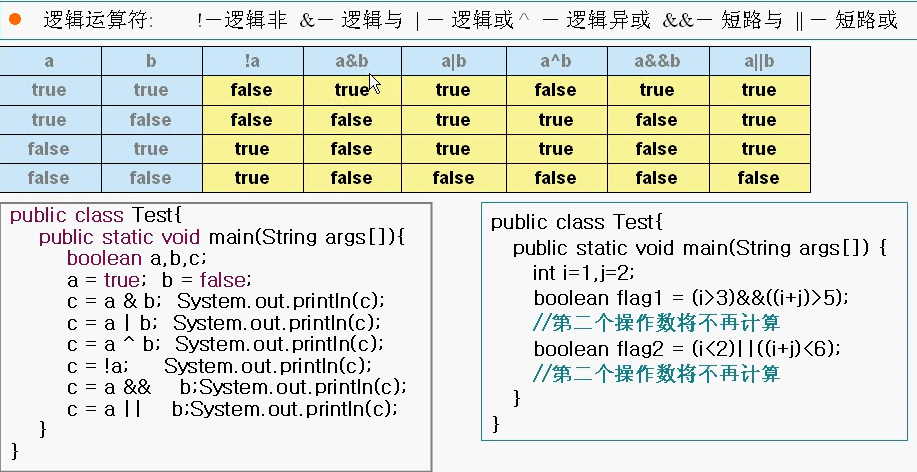 逻辑运算符: !—逻辑非 &— 逻辑与 |— 逻辑或^ — 逻辑异或 &&— 短路与 ||— 短路或
a b !a a&b a|b a^b a&&b a||b
true true false true true false true true
true false false false true true false true
false true true false true true false true
false false true false false false false false
public class Test{
public static void main(String args[]){
boolean a,b,c;
a = true; b = false;
c = a & b; System.out.println(c);
c = a | b; System.out.println(c);
c = a ^ b; System.out.println(c);
c = !a; System.out.println(c);
c = a && b;System.out.println(c);
c = a || b;System.out.println(c);
}
}
public class Test{
public static void main(String args[]) {
int i=1,j=2;
boolean flag1 = (i>3)&&((i+j)>5);
//第二个操作数将不再计算
boolean flag2 = (i<2)||((i+j)<6);
//第二个操作数将不再计算
}
}